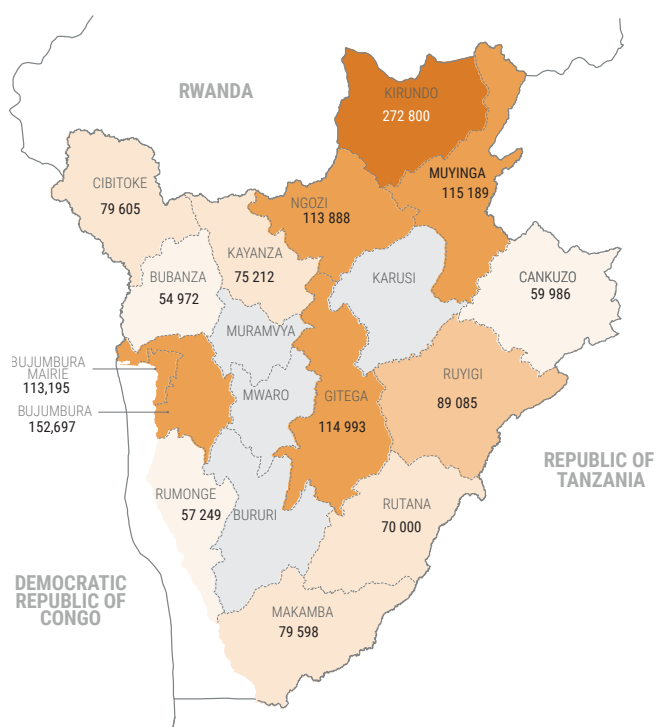 RWANDA
KIRUNDO
272 800
MUYINGA
115 189
CIBITOKE
79 605
NGOZI
113 888
KAYANZA
75 212
BUBANZA
54 972
KARUSI
CANKUZO
59 986
MURAMVYA
BUJUMBURA
MAIRIE
113,195
MWARO
GITEGA
114 993
RUYIGI
89 085
BUJUMBURA
152,697
REPUBLIC OF
TANZANIA
RUMONGE
57 249
BURURI
RUTANA
70 000
DEMOCRATIC
REPUBLIC OF
CONGO
MAKAMBA
79 598